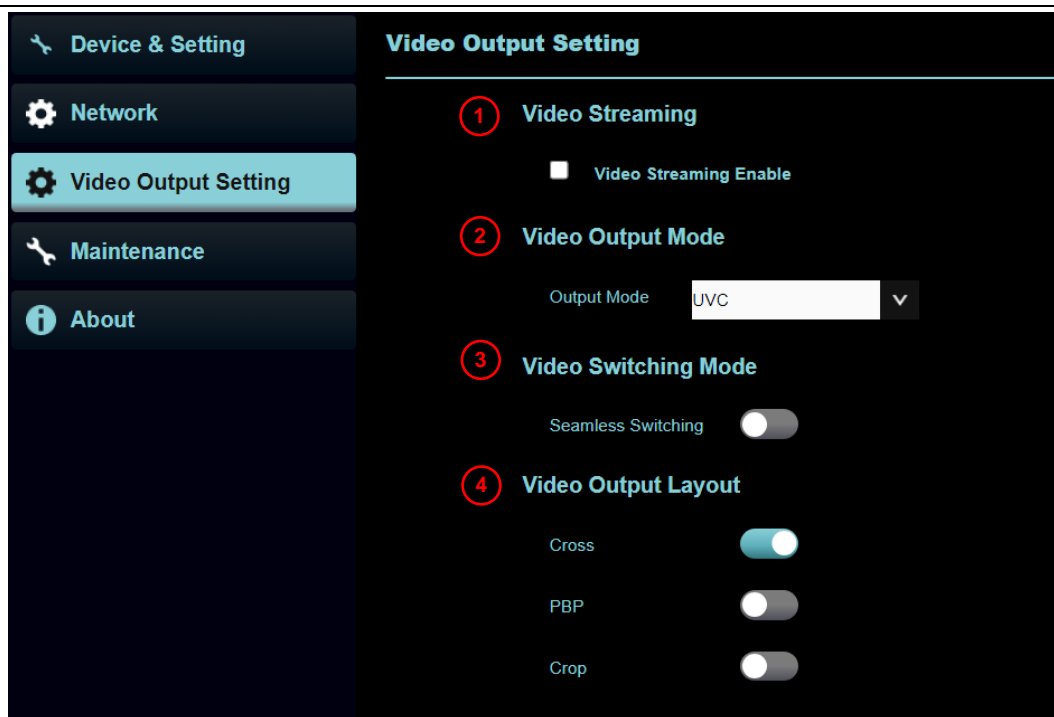 Device & Setting
Network
Video Output Setting
Maintenance
About
Video Output Setting
1 Video Streaming
Video Streaming Enable
2 Video Output Mode
Output Mode UVC
3 Video Switching Mode
Seamless Switching
4 Video Output Layout
Cross
PBP
Crop